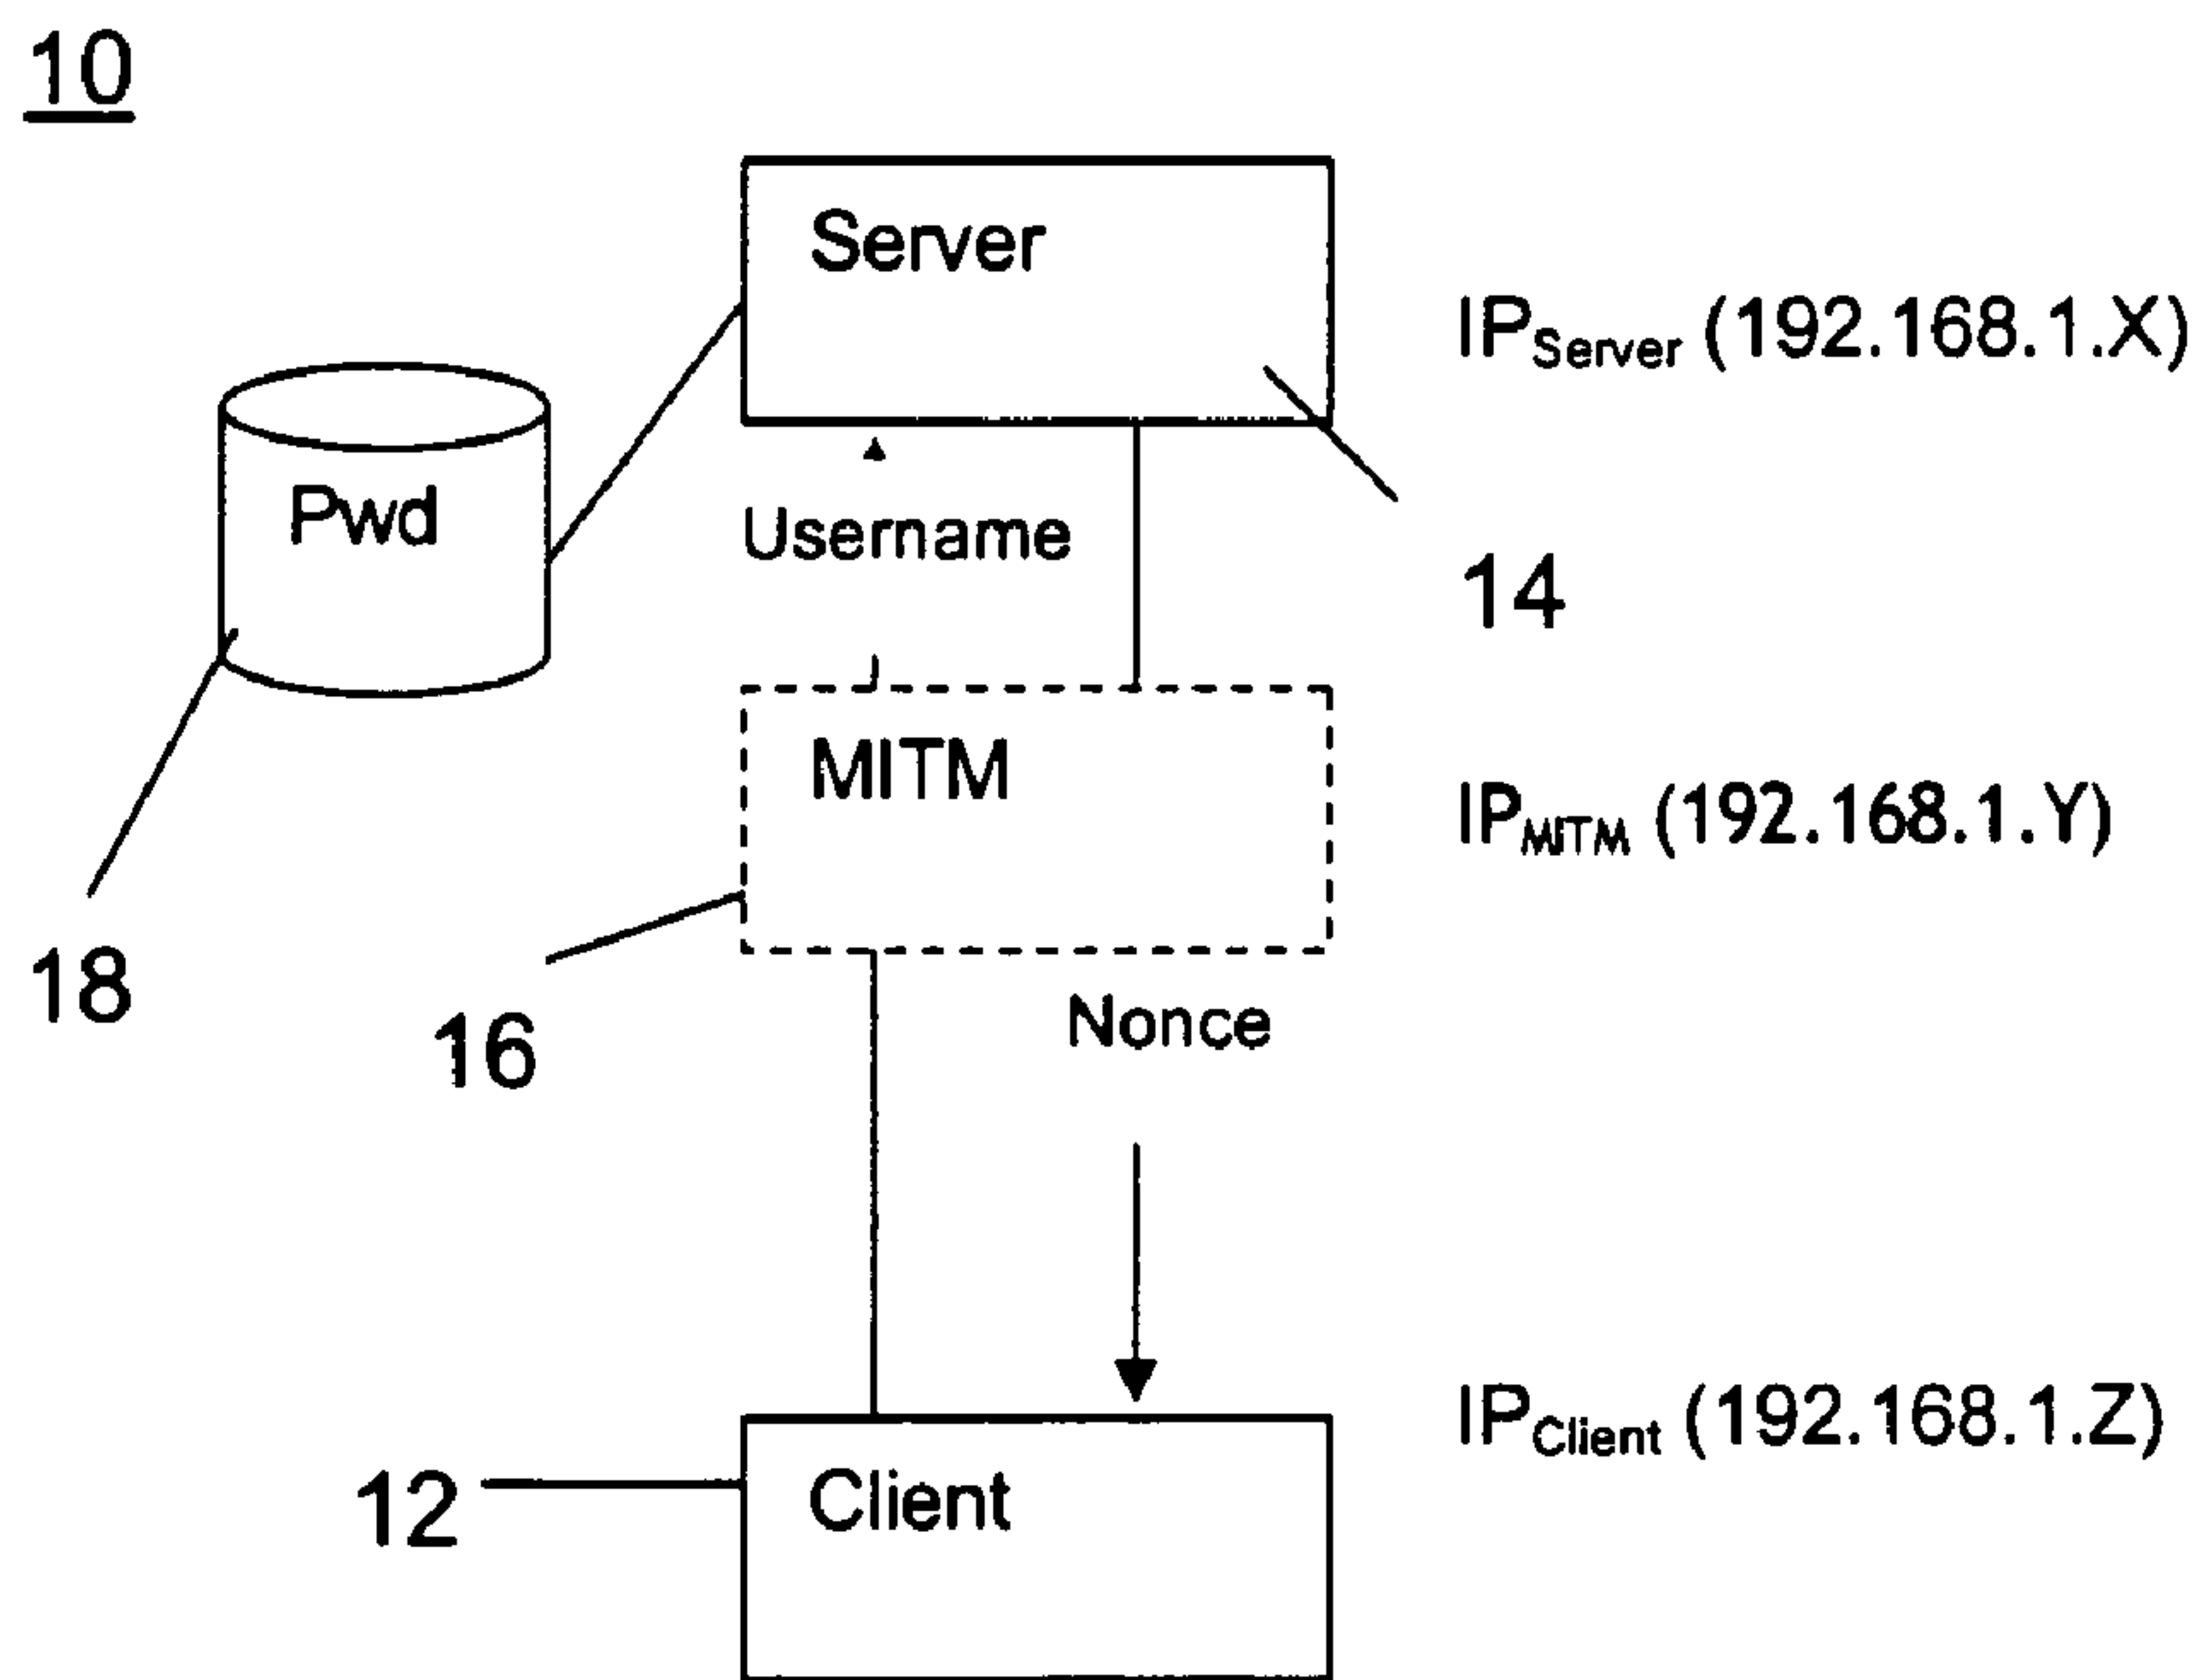 10
Server
IPServer (192.168.1.X)
Pwd
Username
14
MITM
IPMITM (192.168.1.Y)
18
16
Nonce
IPClient (192.168.1.Z)
12
Client